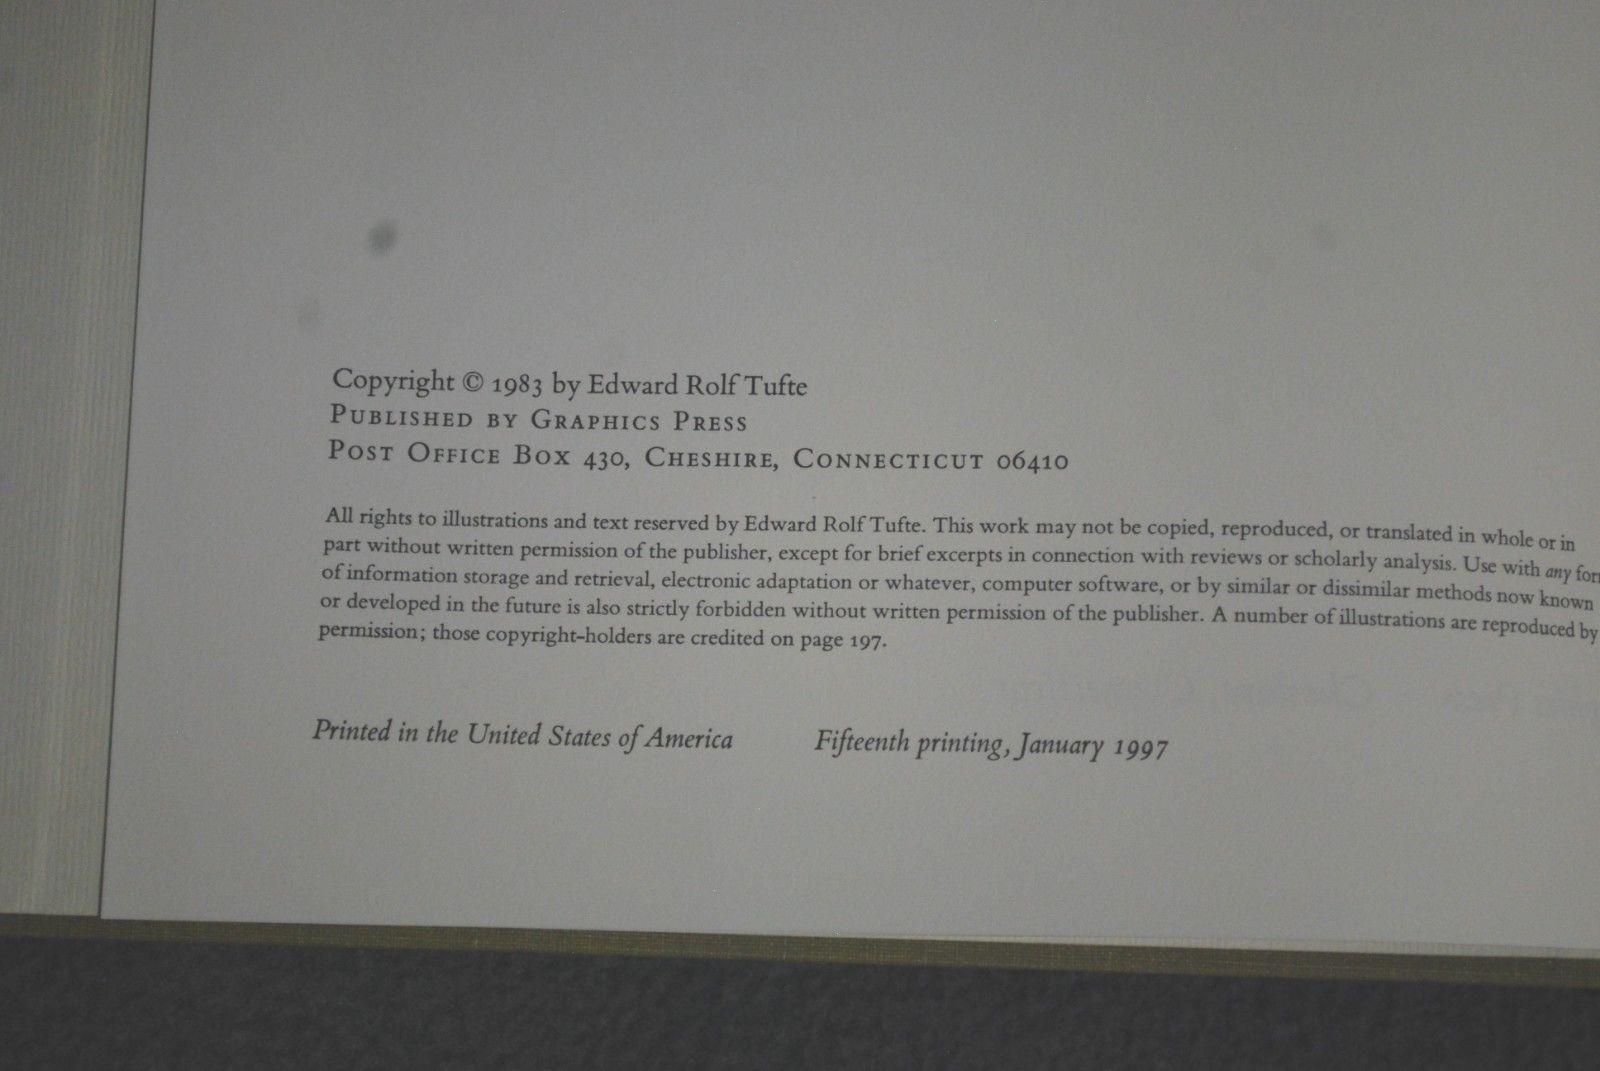 Copyright © 1983 by Edward Rolf Tufte
PUBLISHED BY GRAPHICS PRESS
POST OFFICE BOX 430, CHESHIRE, CONNECTICUT 06410
All rights to illustrations and text reserved by Edward Rolf Tufte. This work may not be copied, reproduced, or translated in whole or in
part without written permission of the publisher, except for brief excerpts in connection with reviews or scholarly analysis. Use with any
of information storage and retrieval, electronic adaptation or whatever, computer software, or by similar or dissimilar methods now known
or developed in the future is also strictly forbidden without written permission of the publisher. A number of illustrations are reproduced by
permission; those copyright-holders are credited on page 197.
Printed in the United States of America Fifteenth printing, January 1997